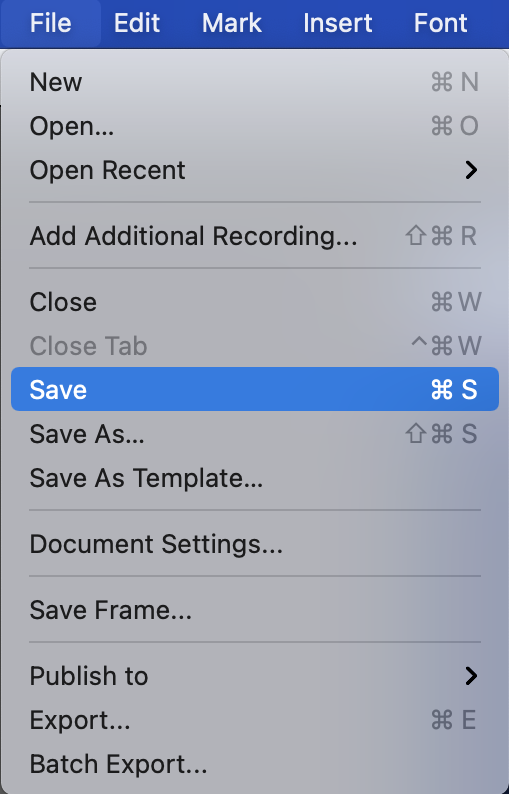 File Edit Mark Insert Font
New ⌘ N
Open... ⌘ O
Open Recent
Add Additional Recording... ⇧⌘ R
Close ⌘ W
Close Tab ^⌘ W
Save ⌘ S
Save As... ⇧⌘ S
Save As Template...
Document Settings...
Save Frame...
Publish to
Export... ⌘ E
Batch Export...